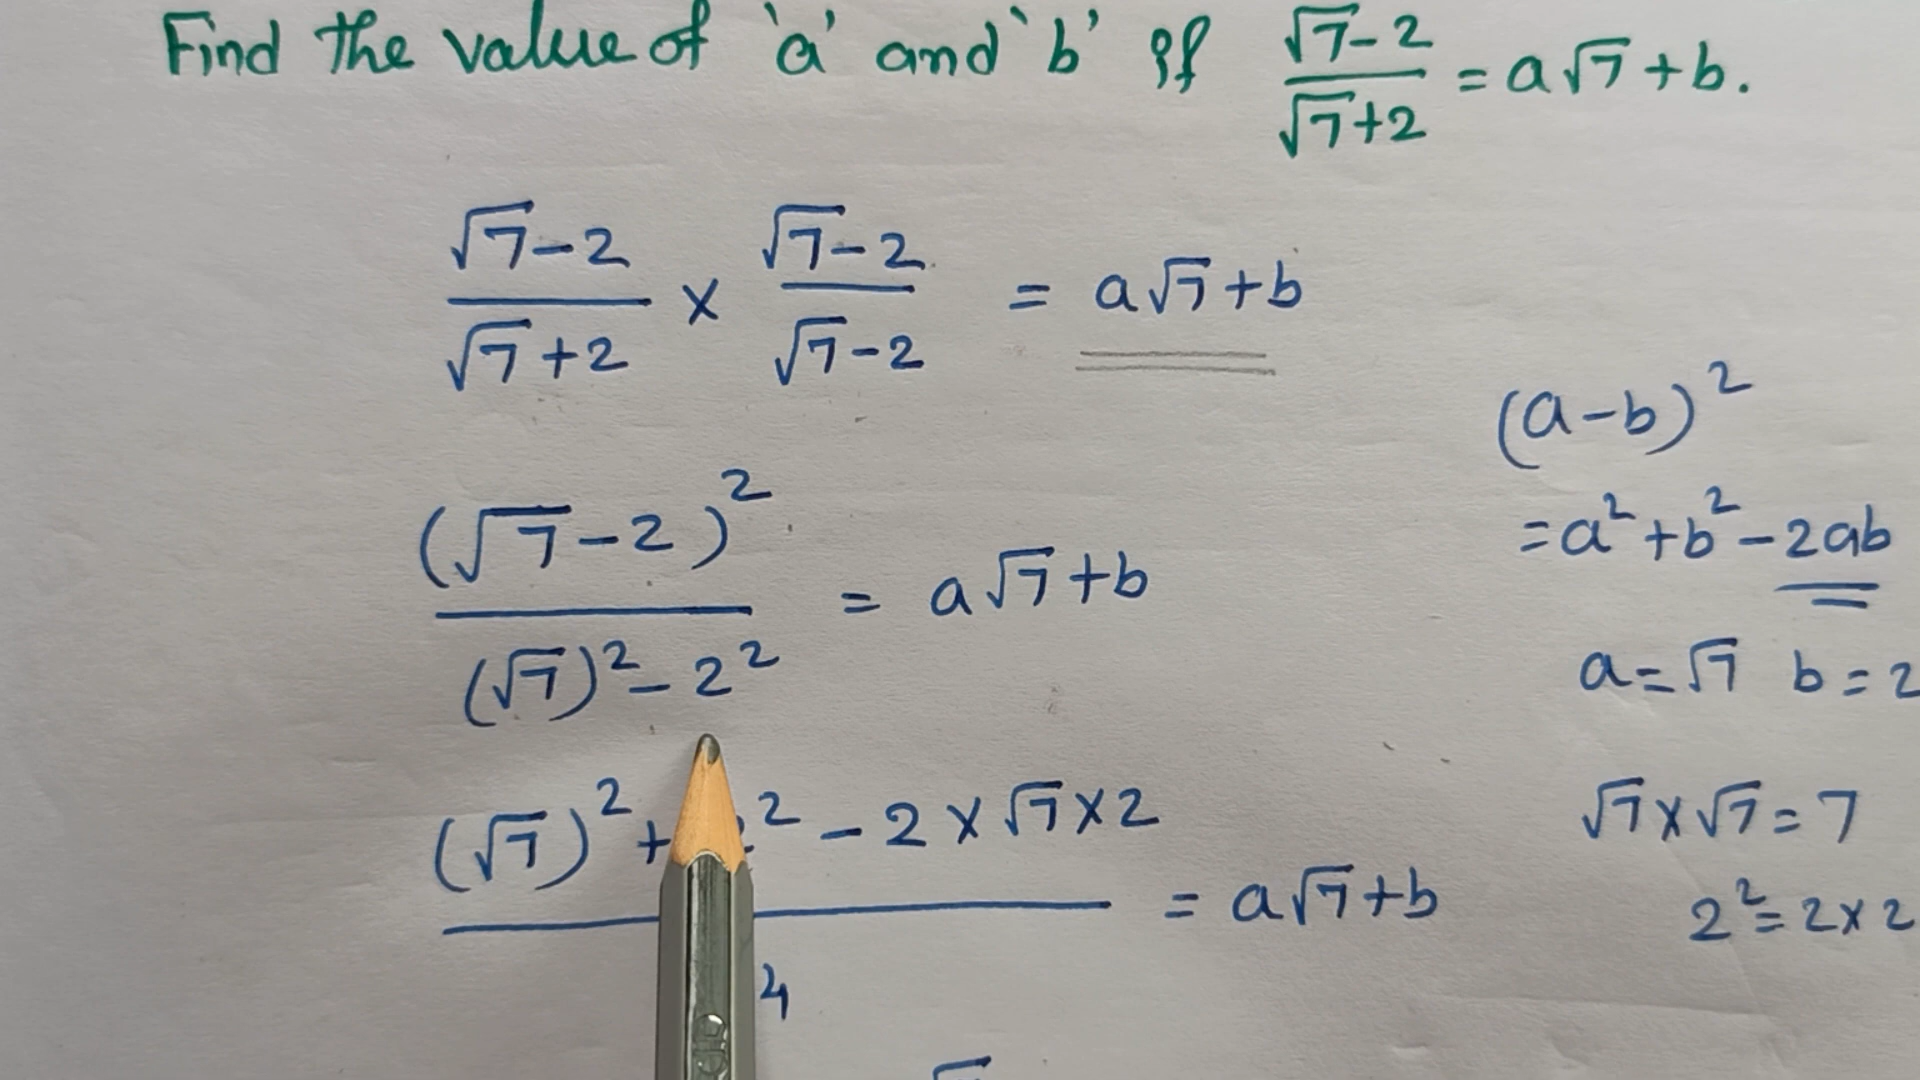 Find the value of 'a' and 'b' if (√7-2)/(√7+2) = a√7+b.
(√7-2)/(√7+2) × (√7-2)/(√7-2) = a√7+b
(√7-2)²/((√7)²-2²) = a√7+b
(a-b)²
=a²+b²-2ab
a=√7 b=2
(√7)²+ ² - 2×√7×2
= a√7+b
4
√7×√7=7
2²=2×2